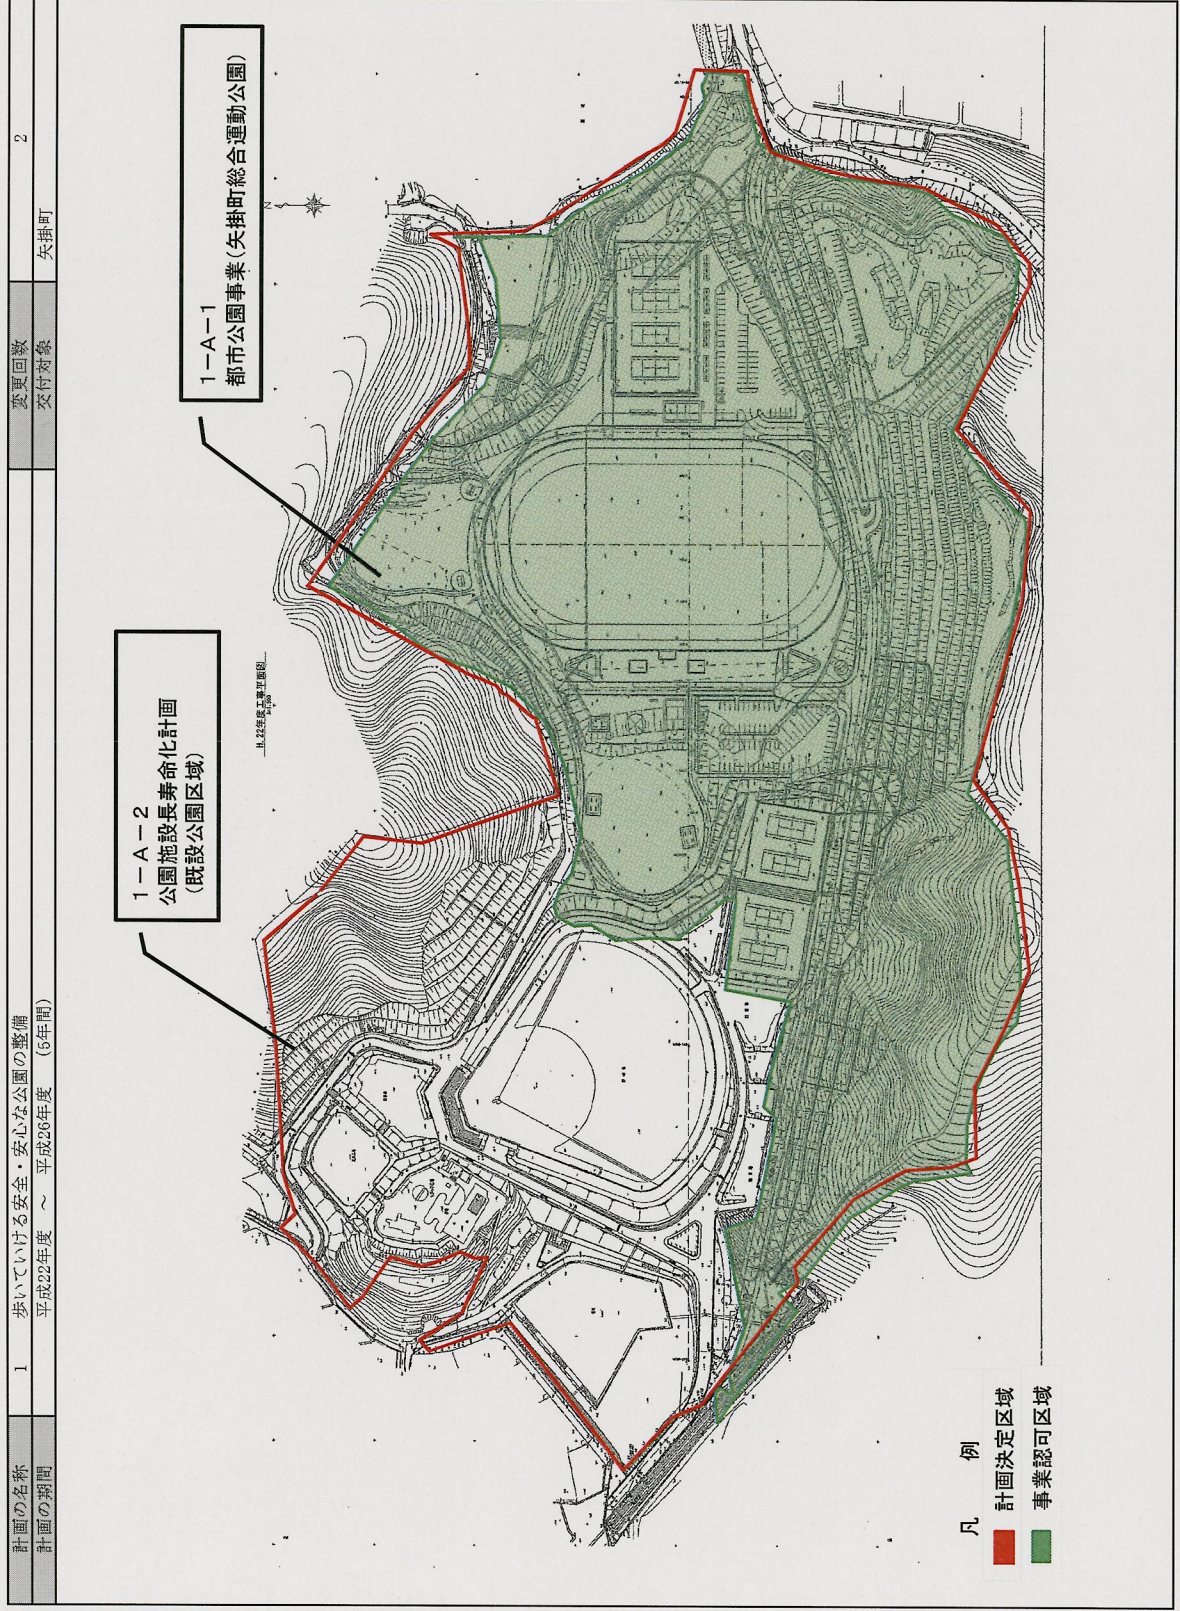 計画の名称 1 歩いていける安全・安心な公園の整備 変更回数 2
計画の期間 平成22年度 ～ 平成26年度 (5年間) 交付対象 矢掛町
1－A－2
公園施設長寿命化計画
（既設公園区域）
1－A－1
都市公園事業（矢掛町総合運動公園）
H.22年度工事平面図
N
凡 例
計画決定区域
事業認可区域